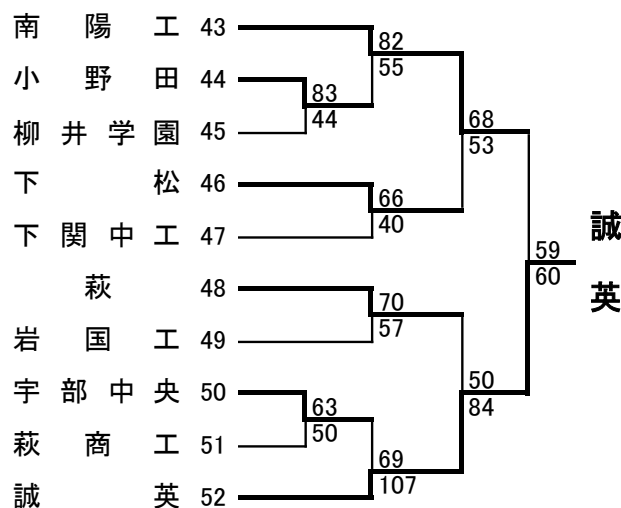 南陽工 43
82
55
小野田 44
83
44
柳井学園 45
68
53
下松 46
66
40
下関中工 47
誠英
59
60
萩 48
70
57
岩国工 49
50
84
宇部中央 50
63
50
萩商工 51
69
107
誠英 52